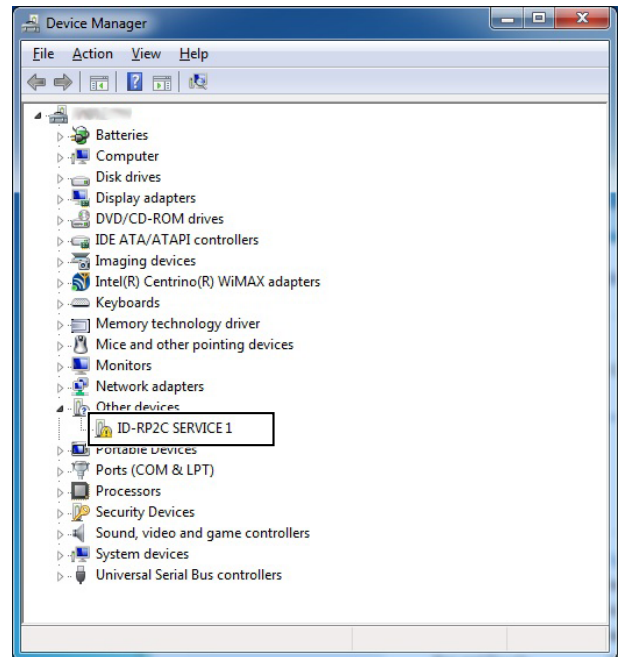 Device Manager
File Action View Help
Batteries
Computer
Disk drives
Display adapters
DVD/CD-ROM drives
IDE ATA/ATAPI controllers
Imaging devices
Intel(R) Centrino(R) WiMAX adapters
Keyboards
Memory technology driver
Mice and other pointing devices
Monitors
Network adapters
Other devices
ID-RP2C SERVICE 1
Portable Devices
Ports (COM & LPT)
Processors
Security Devices
Sound, video and game controllers
System devices
Universal Serial Bus controllers